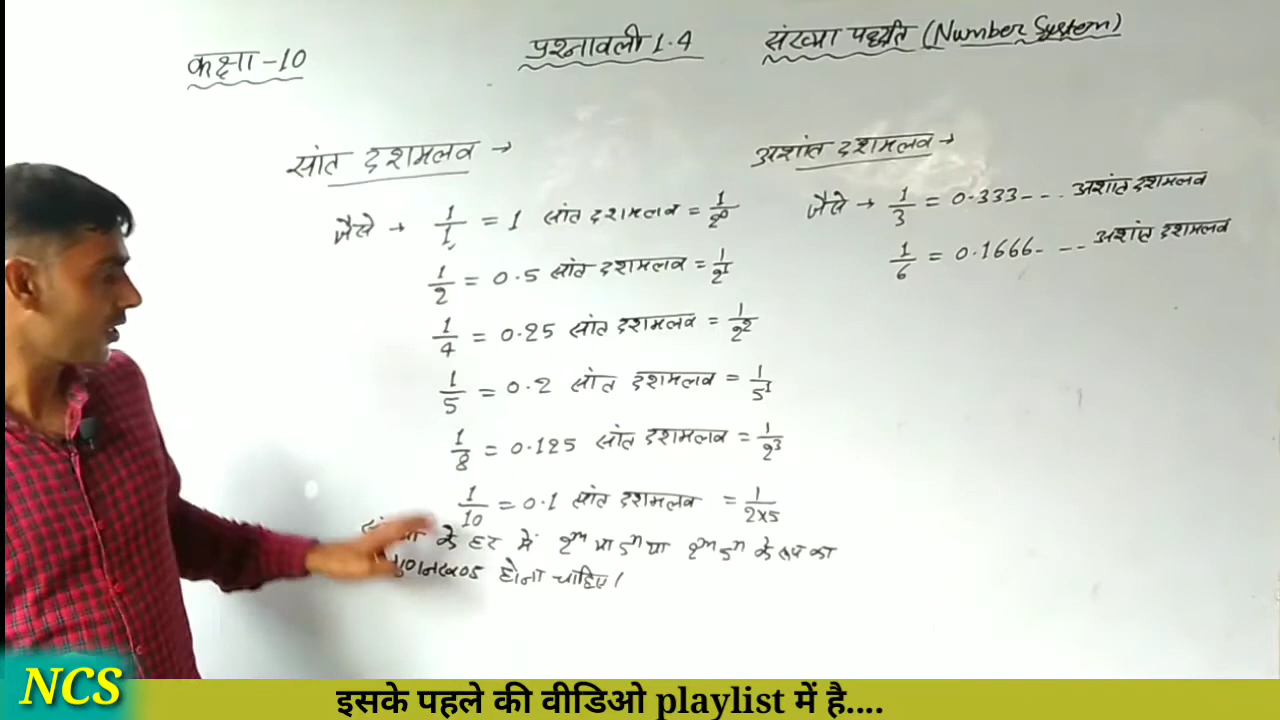 कक्षा-10
प्रश्नावली 1.4
संख्या पद्धति (Number System)
सांत दशमलव →
जैसे → 1/1 = 1 सांत दशमलव = 1/2⁰
1/2 = 0.5 सांत दशमलव = 1/2¹
1/4 = 0.25 सांत दशमलव = 1/2²
1/5 = 0.2 सांत दशमलव = 1/5¹
1/8 = 0.125 सांत दशमलव = 1/2³
1/10 = 0.1 सांत दशमलव = 1/2×5
के हर में 2ᵐ या 5ⁿ या 2ᵐ5ⁿ के रूप का
गुणनखण्ड होना चाहिए।
अशांत दशमलव →
जैसे → 1/3 = 0.333--- अशांत दशमलव
1/6 = 0.1666- -- अशांत दशमलव
NCS
इसके पहले की वीडिओ playlist में है....